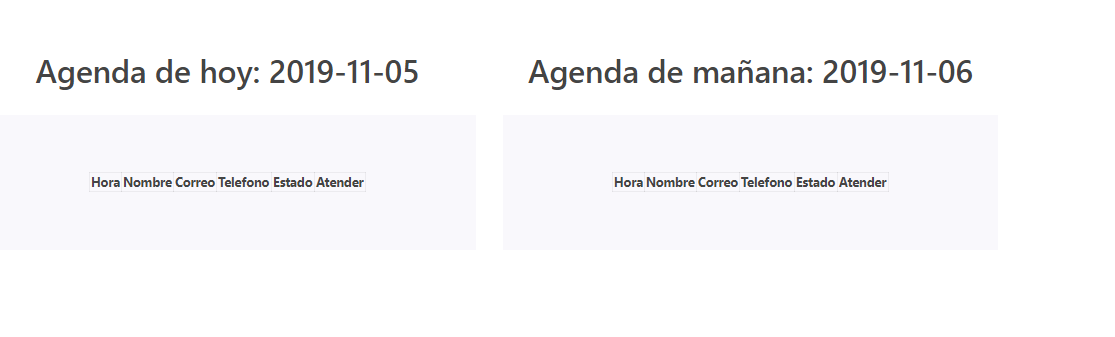 Agenda de hoy: 2019-11-05
Hora Nombre Correo Telefono Estado Atender
Agenda de mañana: 2019-11-06
Hora Nombre Correo Telefono Estado Atender